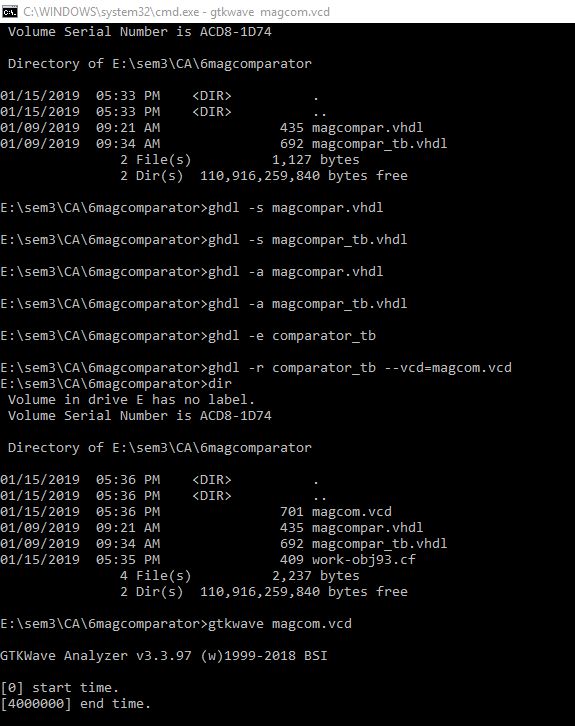 C:\WINDOWS\system32\cmd.exe - gtkwave magcom.vcd
Volume Serial Number is ACD8-1D74
Directory of E:\sem3\CA\6magcomparator
01/15/2019 05:33 PM <DIR> .
01/15/2019 05:33 PM <DIR> ..
01/09/2019 09:21 AM 435 magcompar.vhdl
01/09/2019 09:34 AM 692 magcompar_tb.vhdl
2 File(s) 1,127 bytes
2 Dir(s) 110,916,259,840 bytes free
E:\sem3\CA\6magcomparator>ghdl -s magcompar.vhdl
E:\sem3\CA\6magcomparator>ghdl -s magcompar_tb.vhdl
E:\sem3\CA\6magcomparator>ghdl -a magcompar.vhdl
E:\sem3\CA\6magcomparator>ghdl -a magcompar_tb.vhdl
E:\sem3\CA\6magcomparator>ghdl -e comparator_tb
E:\sem3\CA\6magcomparator>ghdl -r comparator_tb --vcd=magcom.vcd
E:\sem3\CA\6magcomparator>dir
Volume in drive E has no label.
Volume Serial Number is ACD8-1D74
Directory of E:\sem3\CA\6magcomparator
01/15/2019 05:36 PM <DIR> .
01/15/2019 05:36 PM <DIR> ..
01/15/2019 05:36 PM 701 magcom.vcd
01/09/2019 09:21 AM 435 magcompar.vhdl
01/09/2019 09:34 AM 692 magcompar_tb.vhdl
01/15/2019 05:35 PM 409 work-obj93.cf
4 File(s) 2,237 bytes
2 Dir(s) 110,916,259,840 bytes free
E:\sem3\CA\6magcomparator>gtkwave magcom.vcd
GTKWave Analyzer v3.3.97 (w)1999-2018 BSI
[0] start time.
[4000000] end time.